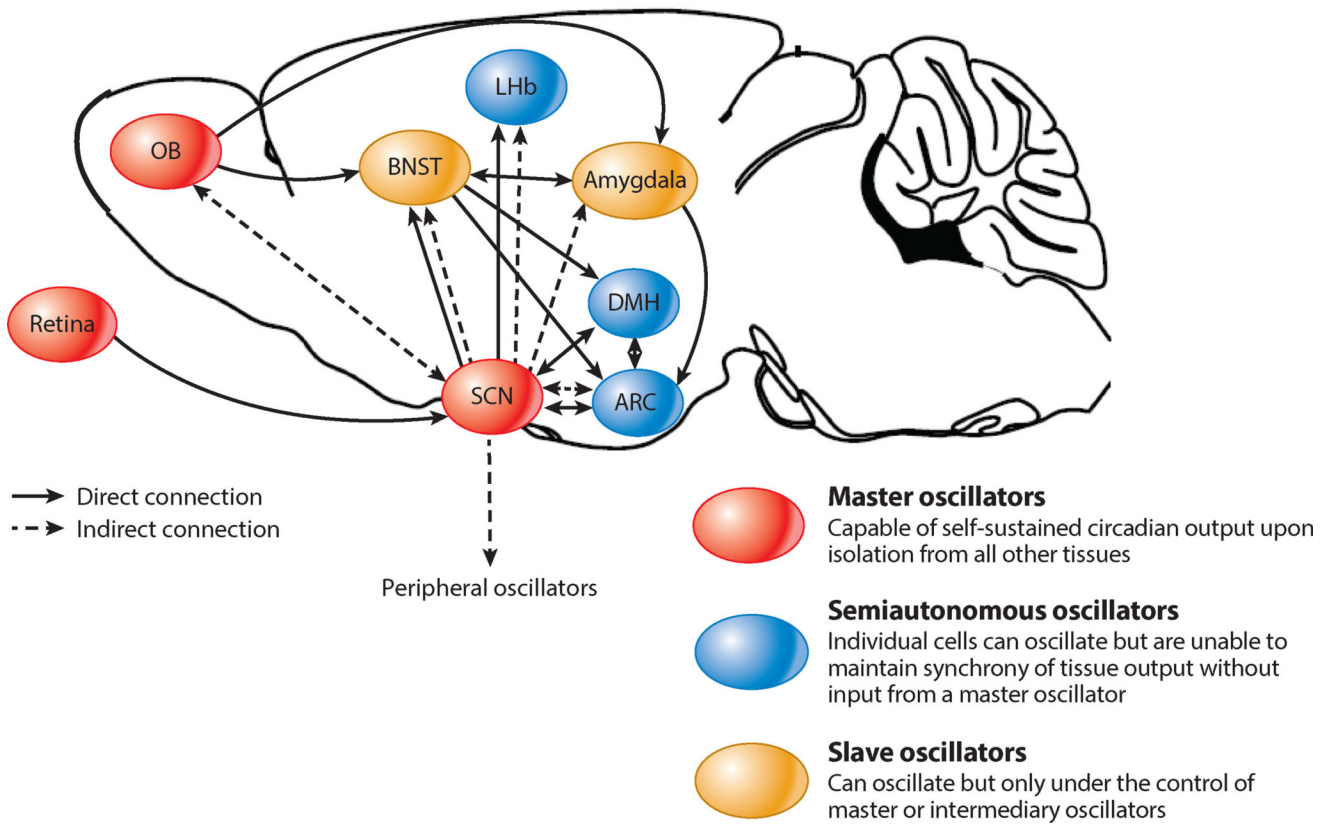 LHb
OB
BNST
Amygdala
DMH
Retina
SCN
ARC
Direct connection
Indirect connection
Peripheral oscillators
Master oscillators
Capable of self-sustained circadian output upon
isolation from all other tissues
Semiautonomous oscillators
Individual cells can oscillate but are unable to
maintain synchrony of tissue output without
input from a master oscillator
Slave oscillators
Can oscillate but only under the control of
master or intermediary oscillators